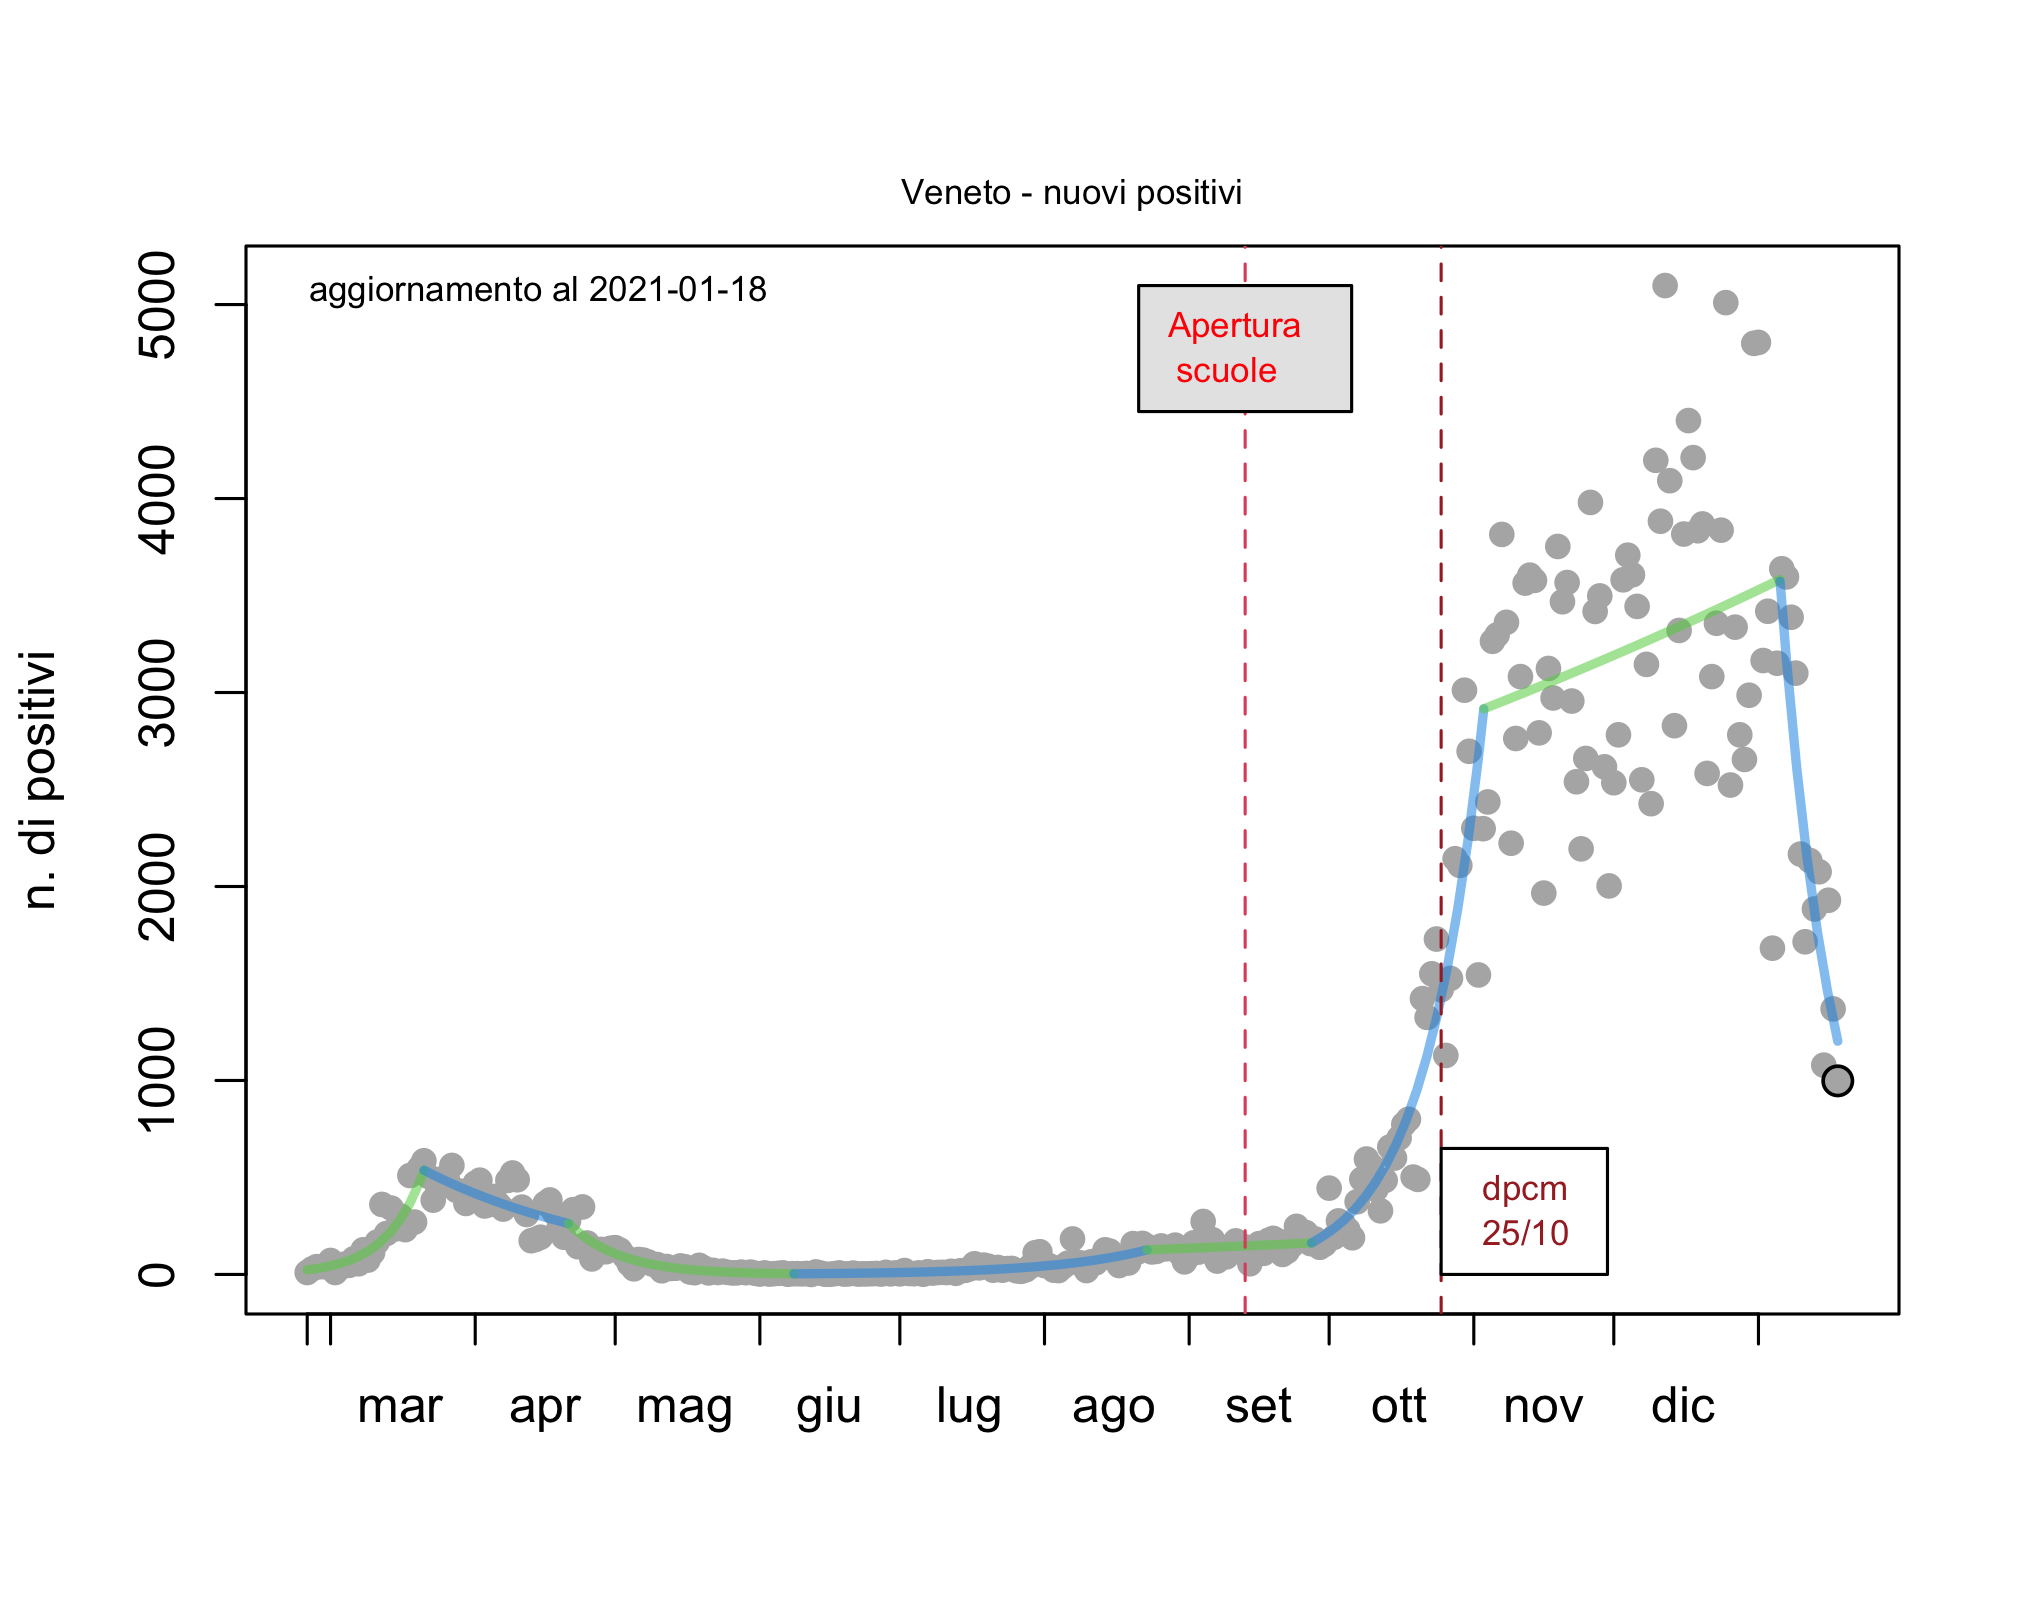 Veneto - nuovi positivi
aggiornamento al 2021-01-18
Apertura
scuole
n. di positivi
5000
4000
3000
2000
1000
0
dpcm
25/10
mar apr mag giu lug ago set ott nov dic